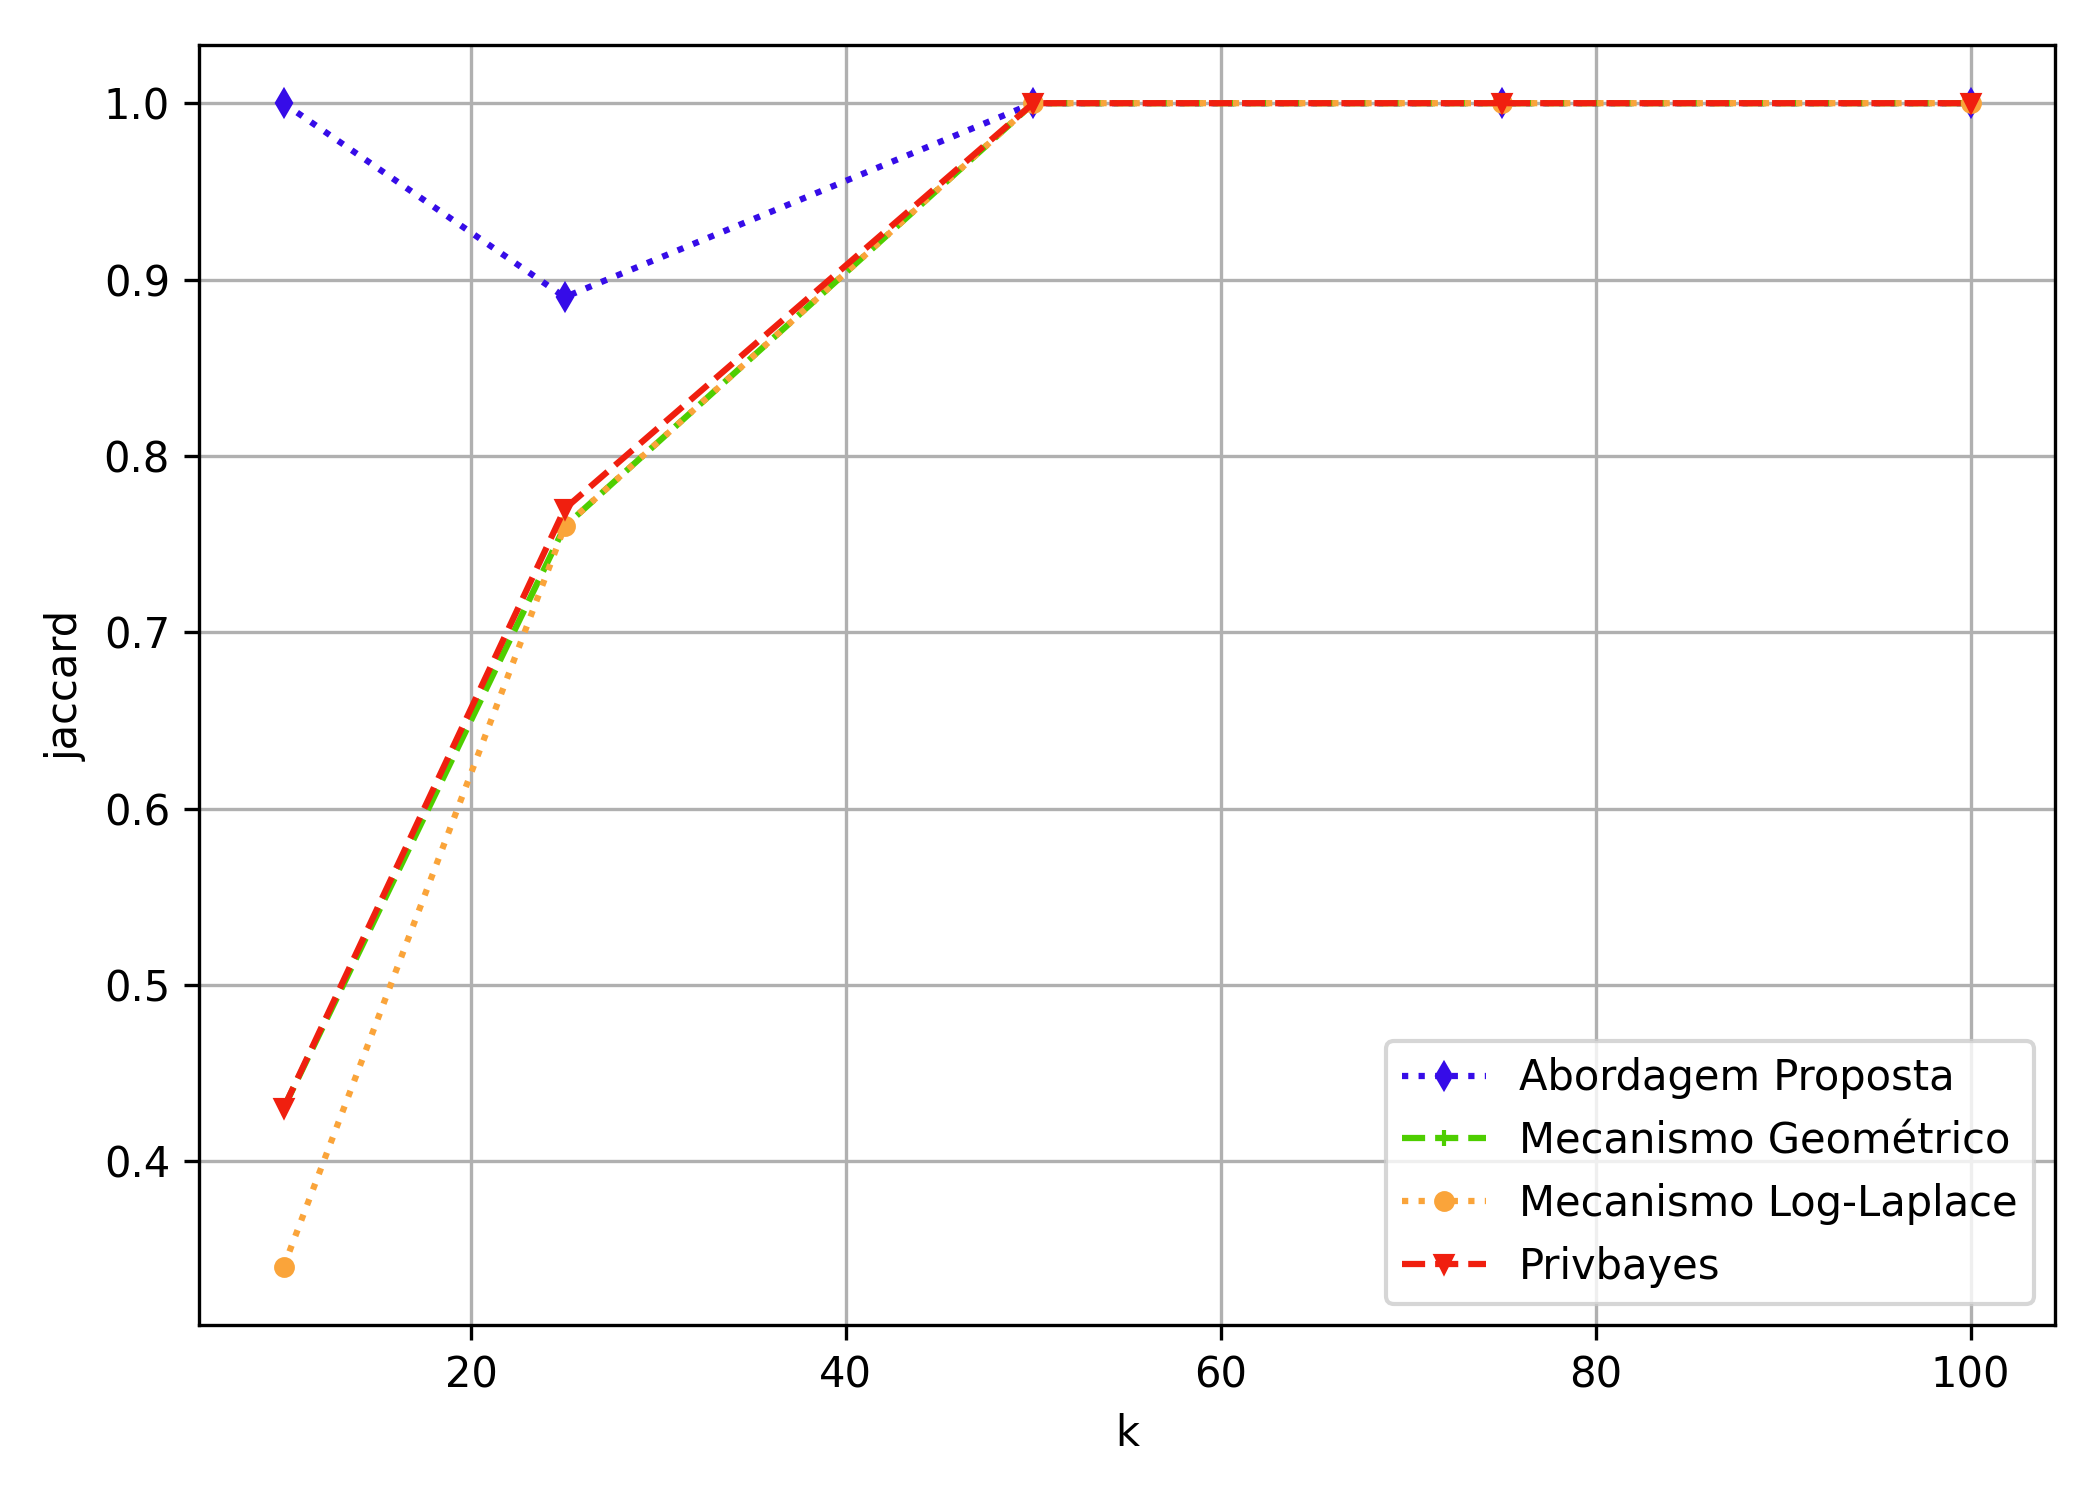 1.0
0.9
0.8
0.7
0.6
0.5
0.4
jaccard
20 40 60 80 100
k
Abordagem Proposta
Mecanismo Geométrico
Mecanismo Log-Laplace
Privbayes